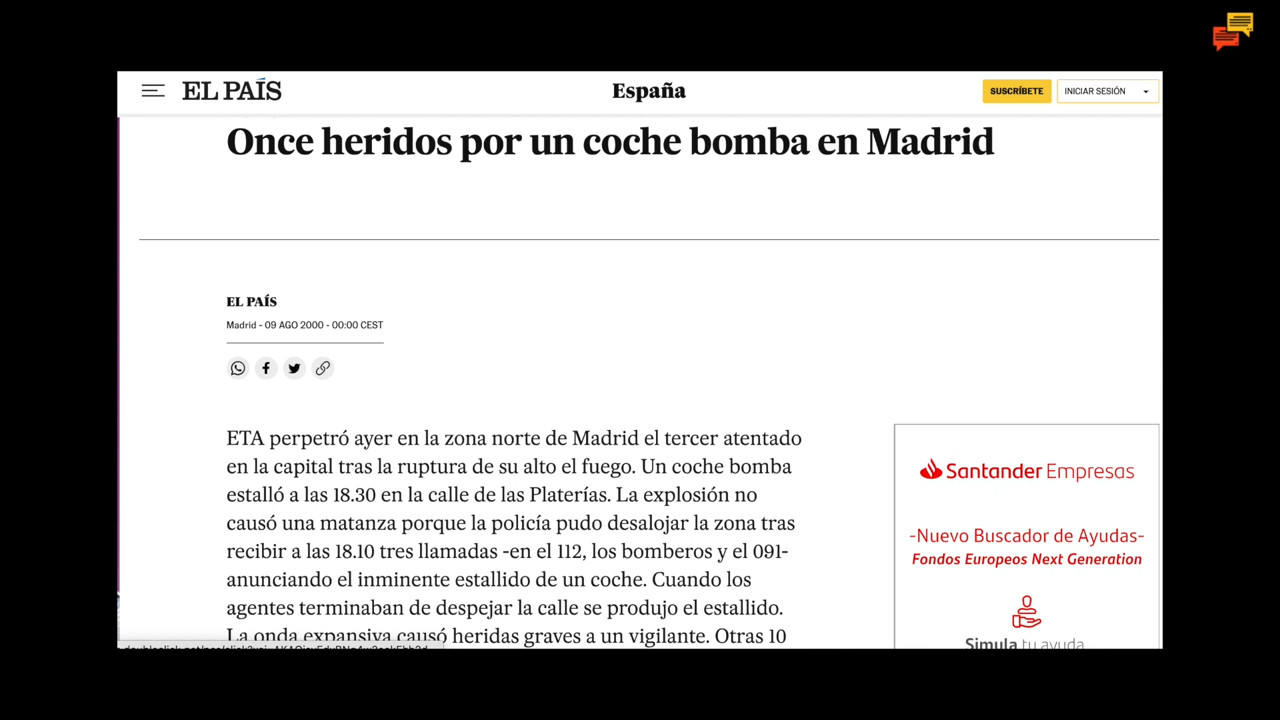 EL PAÍS
España
SUSCRÍBETE
INICIAR SESIÓN
Once heridos por un coche bomba en Madrid
EL PAÍS
Madrid - 09 AGO 2000 - 00:00 CEST
ETA perpetró ayer en la zona norte de Madrid el tercer atentado
en la capital tras la ruptura de su alto el fuego. Un coche bomba
estalló a las 18.30 en la calle de las Platerías. La explosión no
causó una matanza porque la policía pudo desalojar la zona tras
recibir a las 18.10 tres llamadas -en el 112, los bomberos y el 091-
anunciando el inminente estallido de un coche. Cuando los
agentes terminaban de despejar la calle se produjo el estallido.
La onda expansiva causó heridas graves a un vigilante. Otras 10
Santander Empresas
-Nuevo Buscador de Ayudas-
Fondos Europeos Next Generation
Simula tu ayuda